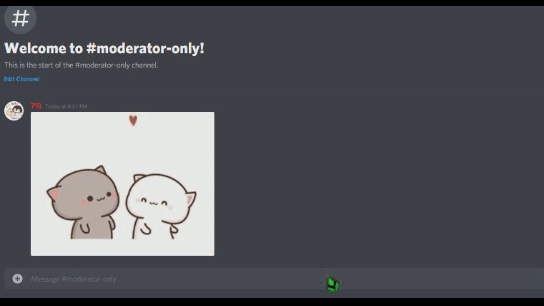 #
Welcome to #moderator-only!
This is the start of the #moderator-only channel.
Edit Channel
Today at 9:51 PM
Message #moderator-only